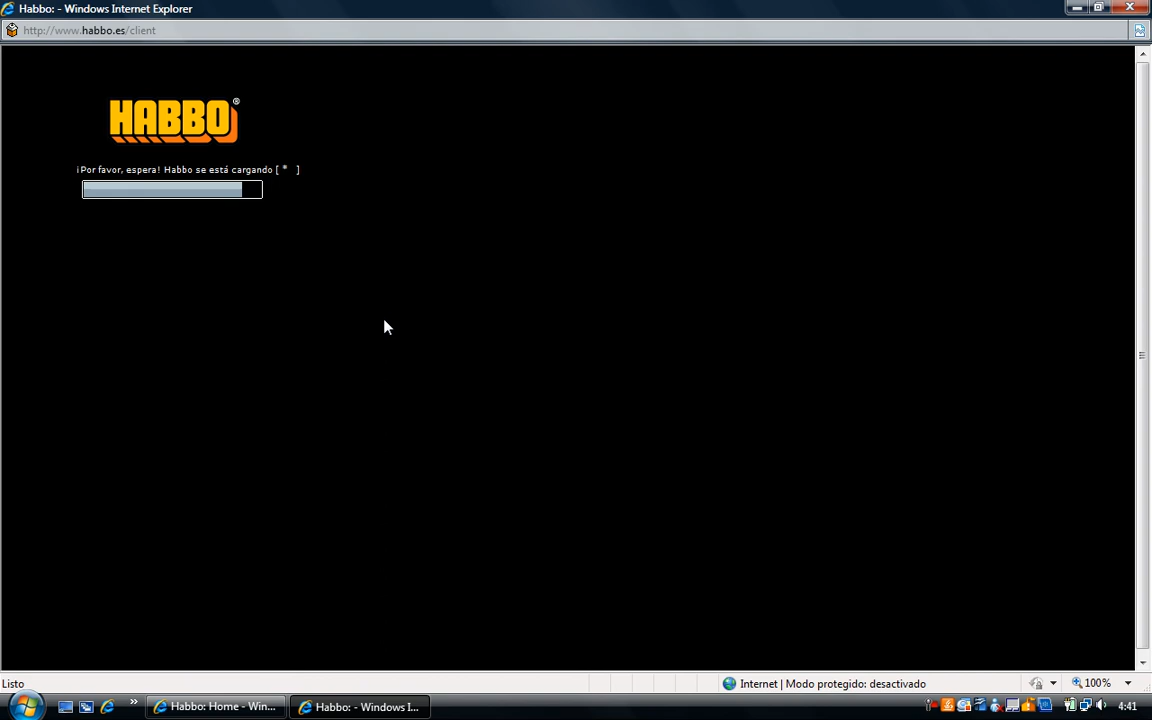 Habbo: - Windows Internet Explorer
http://www.habbo.es/client
HABBO®
¡Por favor, espera! Habbo se está cargando [ * ]
Listo
Internet | Modo protegido: desactivado
100%
Habbo: Home - Win...
Habbo: - Windows I...
4:41